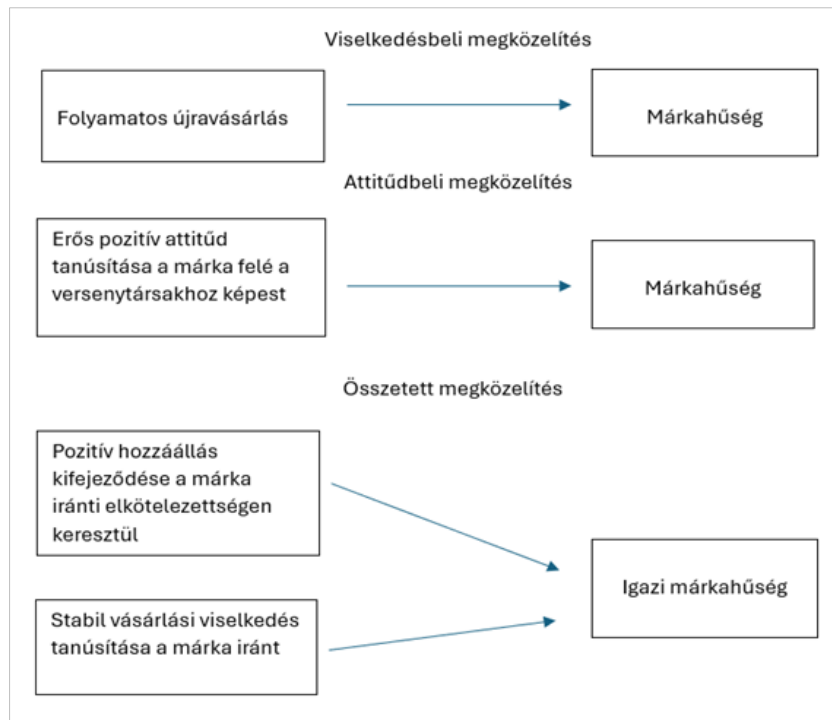 Viselkedésbeli megközelítés
Folyamatos újravásárlás
Márkahűség
Attitűdbeli megközelítés
Erős pozitív attitűd
tanúsítása a márka felé a
versenytársakhoz képest
Márkahűség
Összetett megközelítés
Pozitív hozzáállás
kifejeződése a márka
iránti elkötelezettségen
keresztül
Igazi márkahűség
Stabil vásárlási viselkedés
tanúsítása a márka iránt